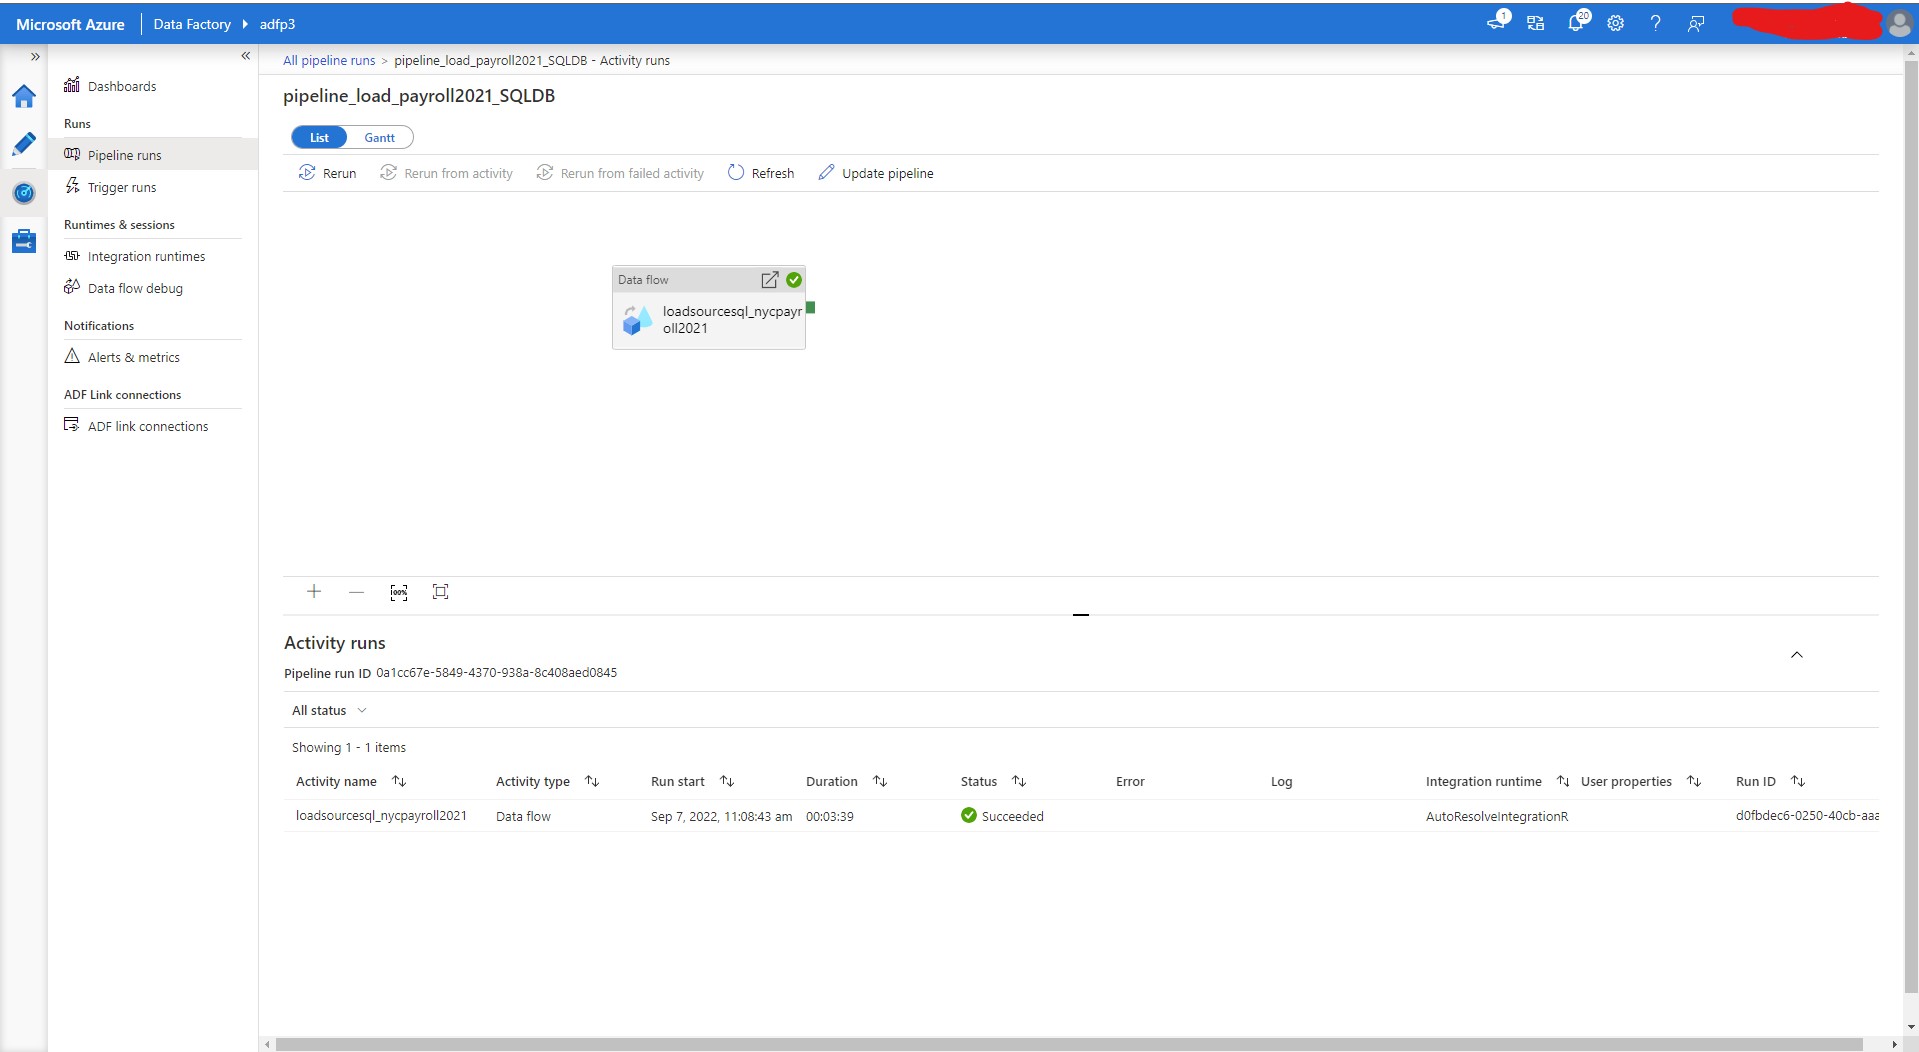 Microsoft Azure Data Factory adfp3 1 20
All pipeline runs > pipeline_load_payroll2021_SQLDB - Activity runs
Dashboards
Runs
Pipeline runs
Trigger runs
Runtimes & sessions
Integration runtimes
Data flow debug
Notifications
Alerts & metrics
ADF Link connections
ADF link connections
pipeline_load_payroll2021_SQLDB
List Gantt
Rerun Rerun from activity Rerun from failed activity Refresh Update pipeline
Data flow
loadsourcesql_nycpayr
oll2021
100%
Activity runs
Pipeline run ID 0a1cc67e-5849-4370-938a-8c408aed0845
All status
Showing 1 - 1 items
Activity name Activity type Run start Duration Status Error Log Integration runtime User properties Run ID
loadsourcesql_nycpayroll2021 Data flow Sep 7, 2022, 11:08:43 am 00:03:39 Succeeded AutoResolveIntegrationR d0fbdec6-0250-40cb-aaa